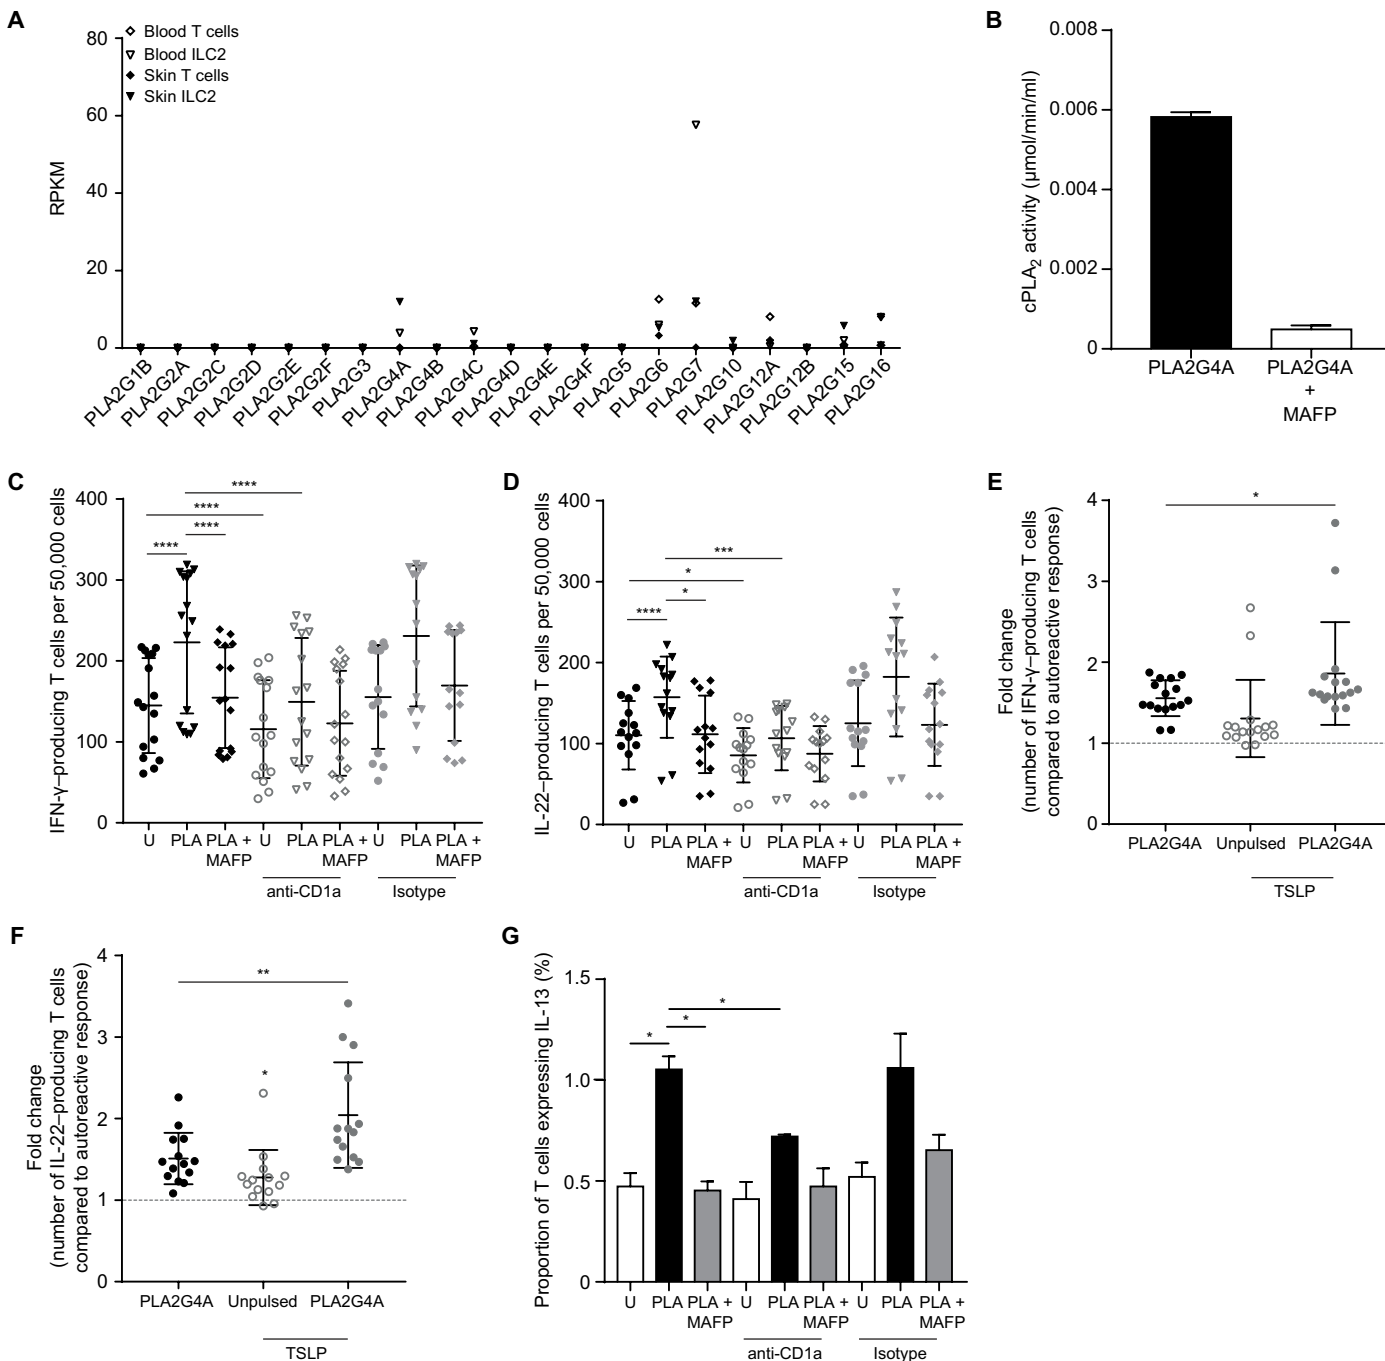 A
80
60
40
20
0
RPKM
Blood T cells
Blood ILC2
Skin T cells
Skin ILC2
PLA2G1B
PLA2G2A
PLA2G2C
PLA2G2D
PLA2G2E
PLA2G2F
PLA2G3
PLA2G4A
PLA2G4B
PLA2G4C
PLA2G4D
PLA2G4E
PLA2G4F
PLA2G5
PLA2G6
PLA2G7
PLA2G10
PLA2G12A
PLA2G12B
PLA2G15
PLA2G16
B
0.008
0.006
0.004
0.002
0
cPLA2 activity (μmol/min/ml)
PLA2G4A
PLA2G4A
+
MAFP
C
400
300
200
100
0
IFN-γ–producing T cells per 50,000 cells
****
****
****
****
U PLA PLA + U PLA PLA + U PLA PLA +
MAFP MAFP MAFP
anti-CD1a Isotype
D
400
300
200
100
0
IL-22–producing T cells per 50,000 cells
***
*
*
****
U PLA PLA + U PLA PLA + U PLA PLA +
MAFP MAFP MAPF
anti-CD1a Isotype
E
4
3
2
1
0
Fold change
(number of IFN-γ–producing T cells
compared to autoreactive response)
*
PLA2G4A Unpulsed PLA2G4A
TSLP
F
4
3
2
1
0
Fold change
(number of IL-22–producing T cells
compared to autoreactive response)
**
*
PLA2G4A Unpulsed PLA2G4A
TSLP
G
1.5
1.0
0.5
0
Proportion of T cells expressing IL-13 (%)
*
*
*
U PLA PLA + U PLA PLA + U PLA PLA +
MAFP MAFP MAFP
anti-CD1a Isotype